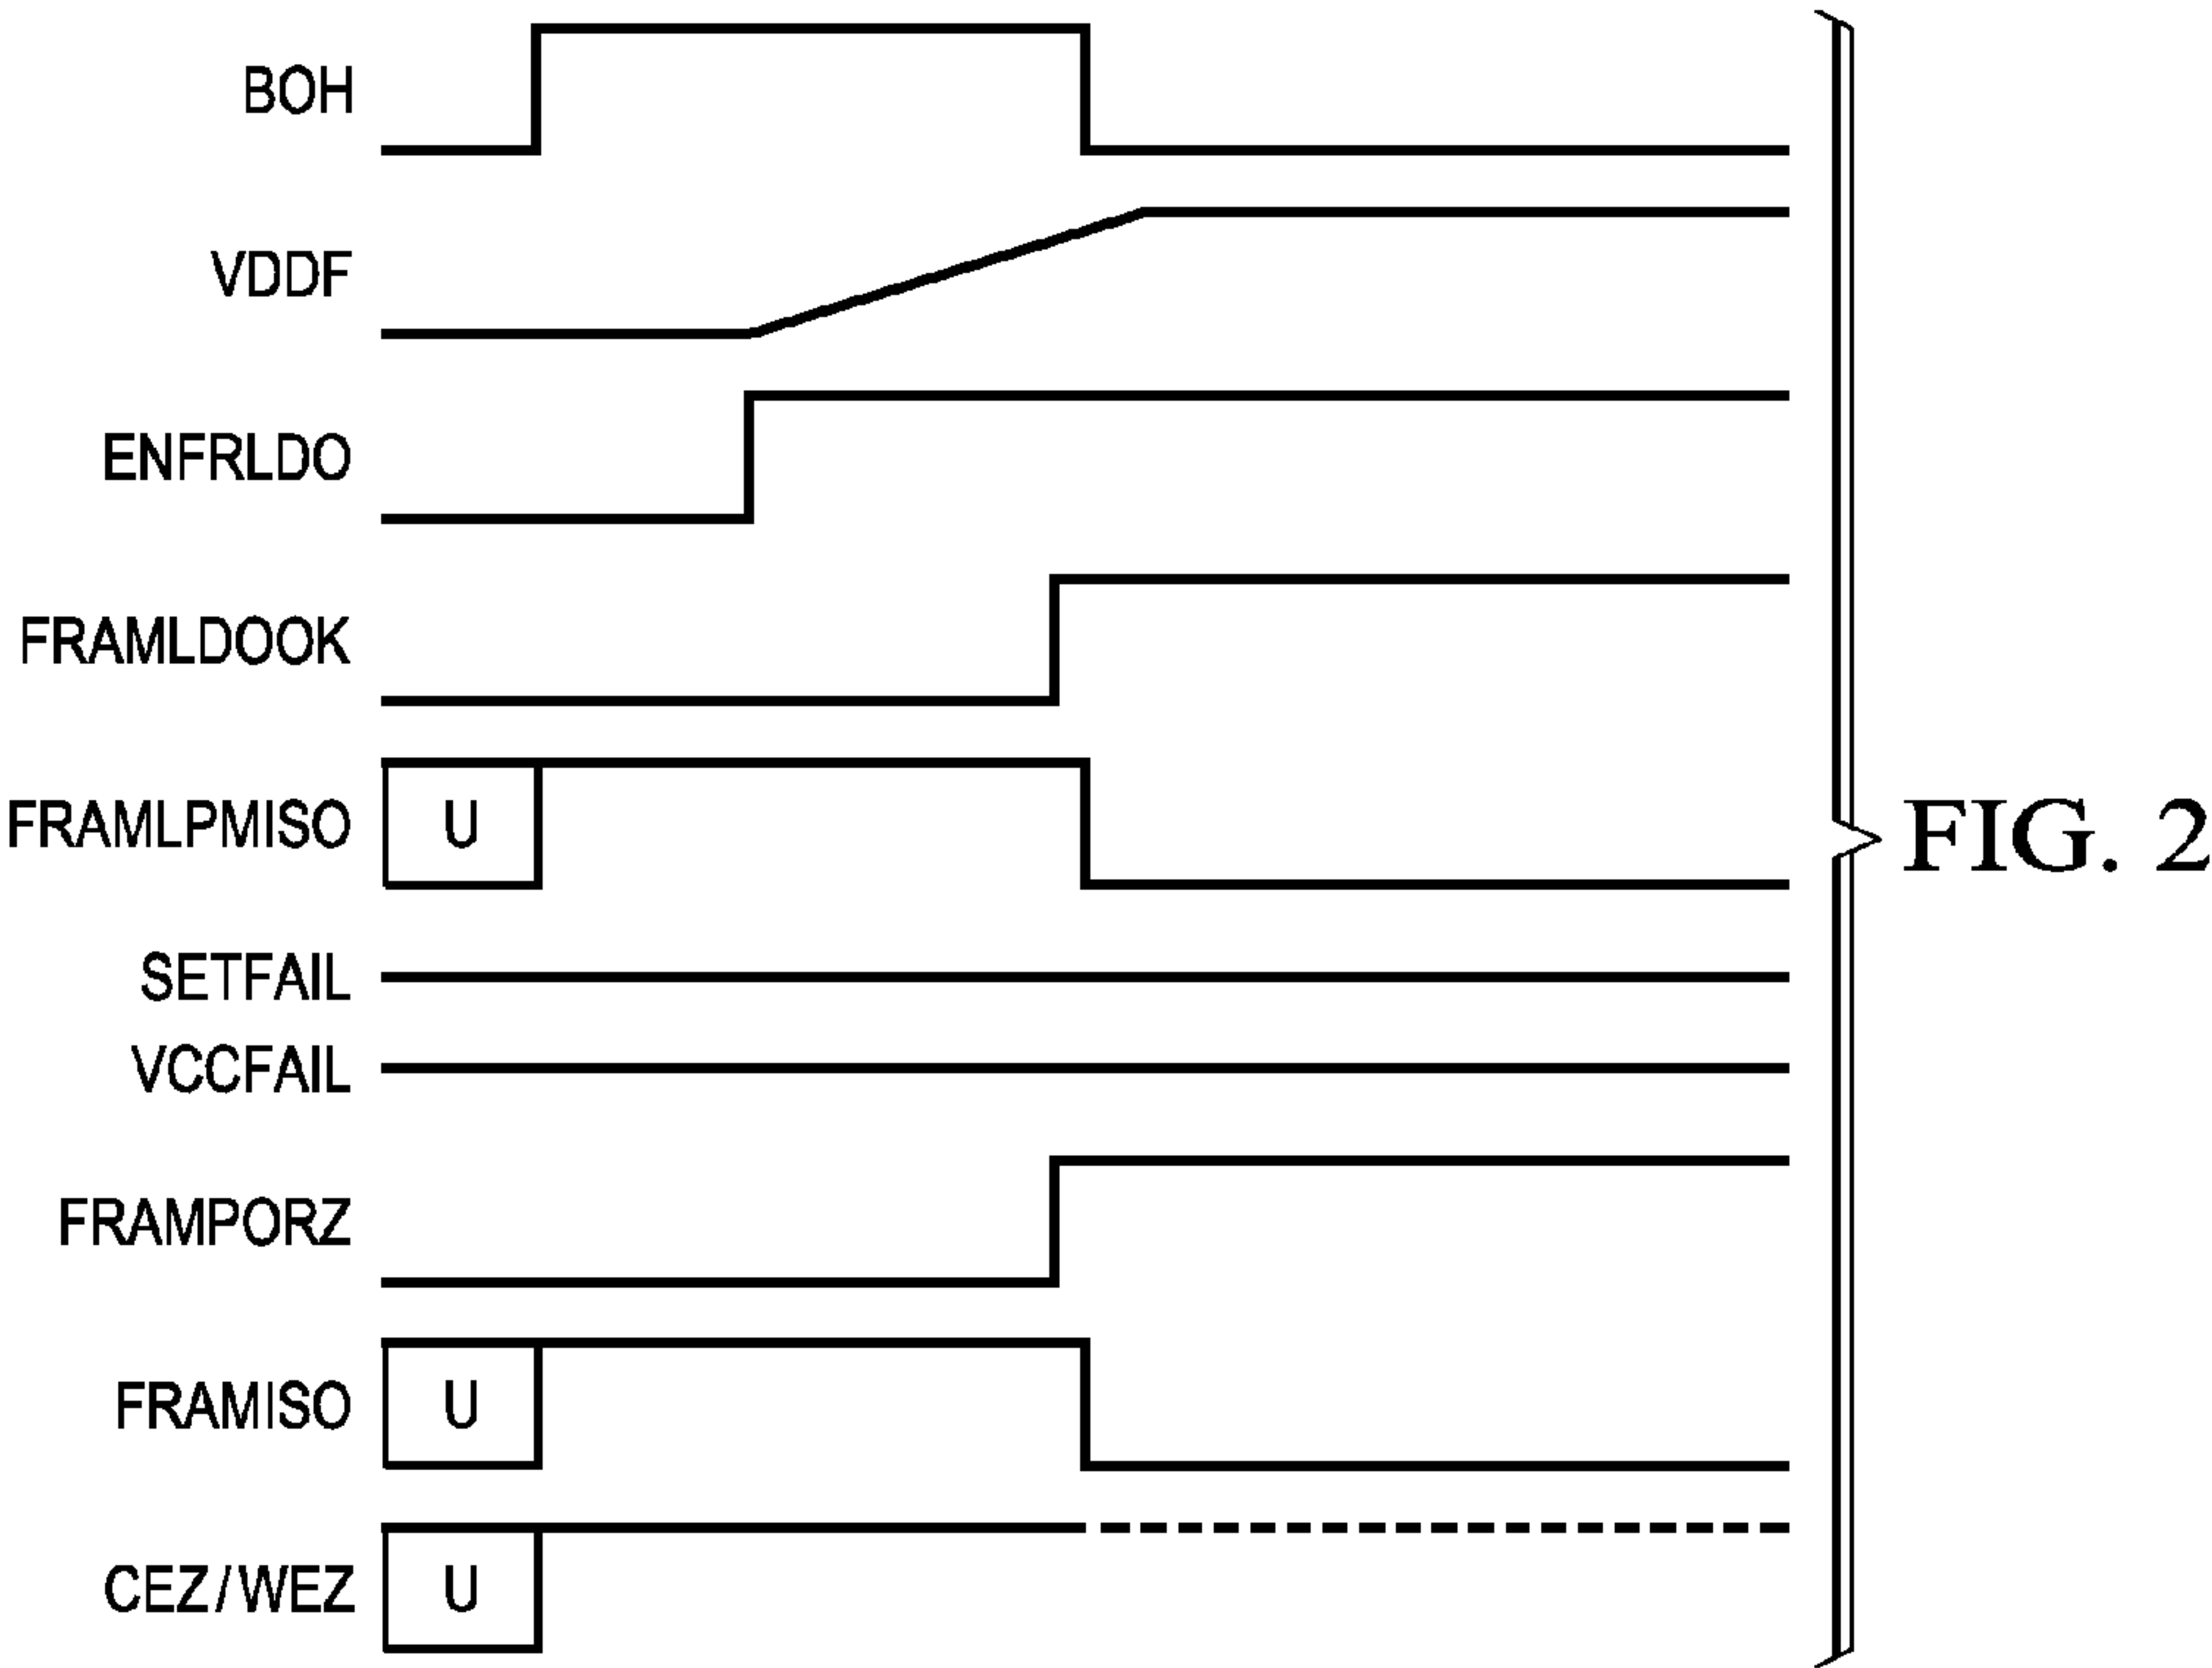 BOH
VDDF
ENFRLDO
FRAMLDOOK
FRAMLPMISO U
FIG. 2
SETFAIL
VCCFAIL
FRAMPORZ
FRAMISO U
CEZ/WEZ U